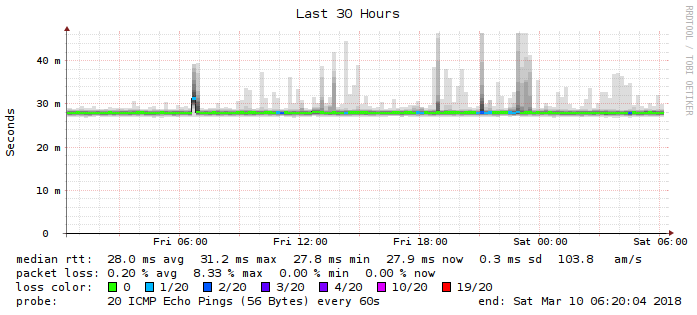 Last 30 Hours
RRDTOOL / TOBI OETIKER
Seconds
40 m
30 m
20 m
10 m
0
Fri 06:00 Fri 12:00 Fri 18:00 Sat 00:00 Sat 06:00
median rtt: 28.0 ms avg 31.2 ms max 27.8 ms min 27.9 ms now 0.3 ms sd 103.8 am/s
packet loss: 0.20 % avg 8.33 % max 0.00 % min 0.00 % now
loss color: 0 1/20 2/20 3/20 4/20 10/20 19/20
probe: 20 ICMP Echo Pings (56 Bytes) every 60s end: Sat Mar 10 06:20:04 2018